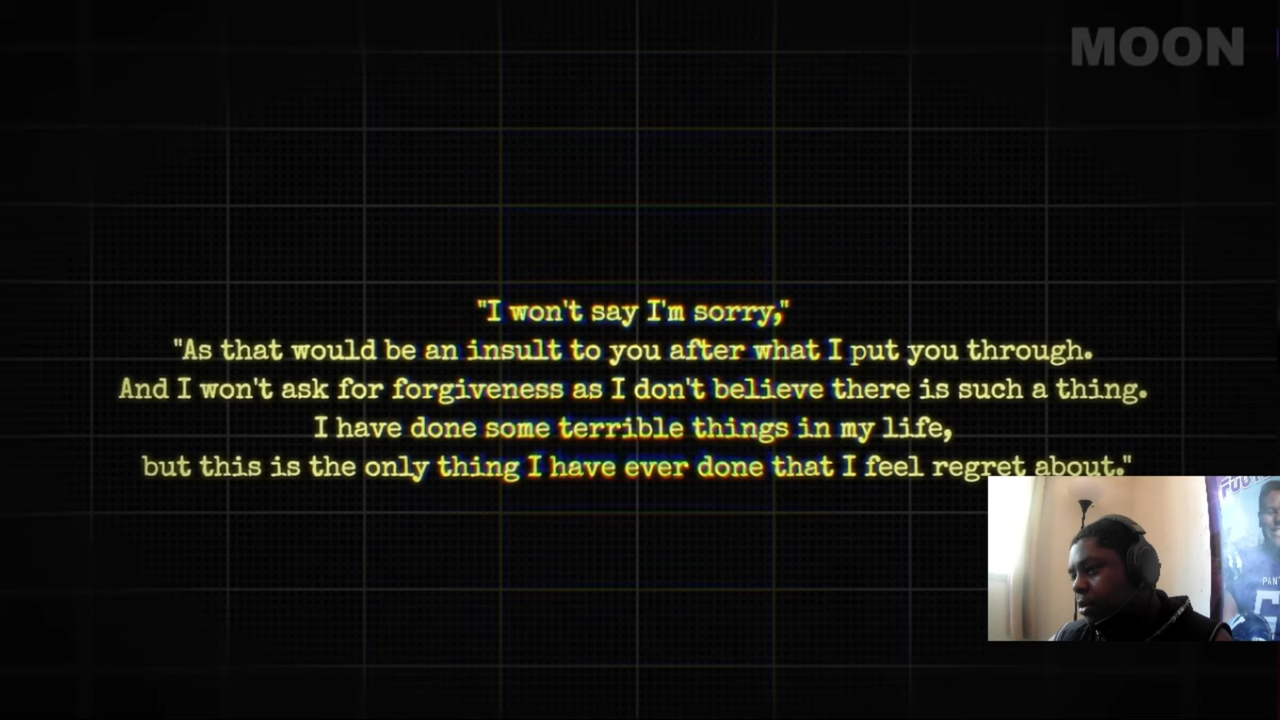 MOON
"I won't say I'm sorry,"
"As that would be an insult to you after what I put you through.
And I won't ask for forgiveness as I don't believe there is such a thing.
I have done some terrible things in my life,
but this is the only thing I have ever done that I feel regret about."